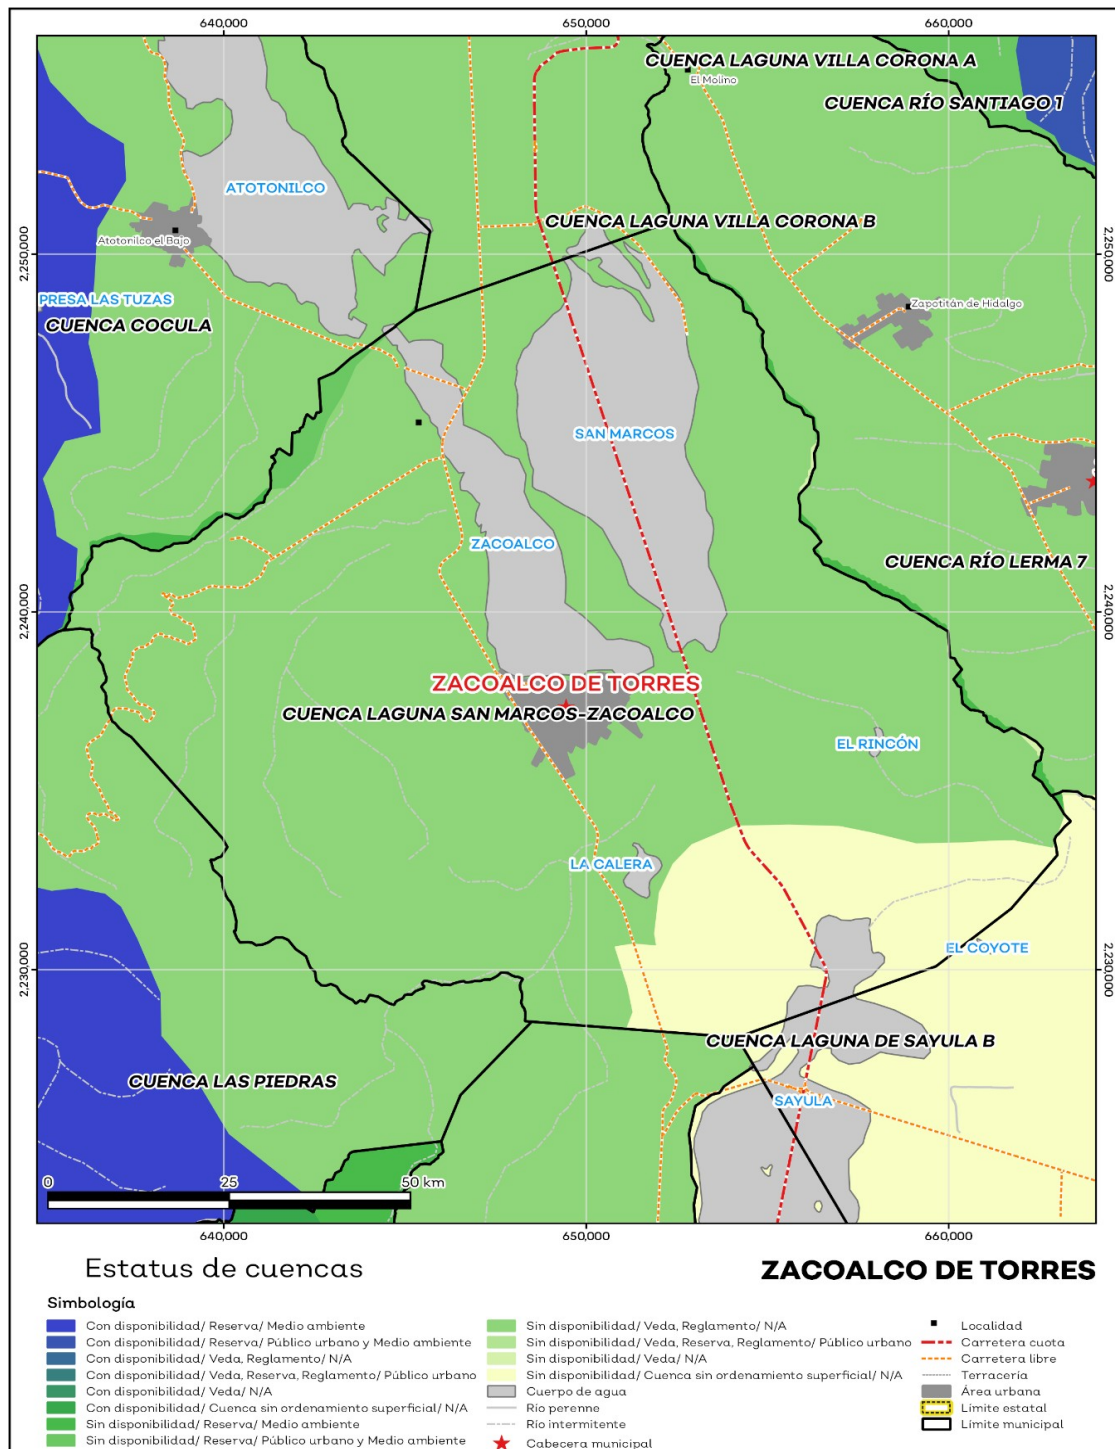 640,000
650,000
660,000
CUENCA LAGUNA VILLA CORONA A
El Molino
CUENCA RÍO SANTIAGO 1
ATOTONILCO
CUENCA LAGUNA VILLA CORONA B
Atotonilco el Bajo
2,250,000
2,250,000
PRESA LAS TUZAS
CUENCA COCULA
Zapotitán de Hidalgo
SAN MARCOS
ZACOALCO
CUENCA RÍO LERMA 7
2,240,000
2,240,000
ZACOALCO DE TORRES
CUENCA LAGUNA SAN MARCOS-ZACOALCO
EL RINCÓN
LA CALERA
EL COYOTE
2,230,000
2,230,000
CUENCA LAGUNA DE SAYULA B
CUENCA LAS PIEDRAS
SAYULA
0 25 50 km
640,000
650,000
660,000
Estatus de cuencas
ZACOALCO DE TORRES
Simbología
Con disponibilidad/ Reserva/ Medio ambiente
Con disponibilidad/ Reserva/ Público urbano y Medio ambiente
Con disponibilidad/ Veda, Reglamento/ N/A
Con disponibilidad/ Veda, Reserva, Reglamento/ Público urbano
Con disponibilidad/ Veda/ N/A
Con disponibilidad/ Cuenca sin ordenamiento superficial/ N/A
Sin disponibilidad/ Reserva/ Medio ambiente
Sin disponibilidad/ Reserva/ Público urbano y Medio ambiente
Sin disponibilidad/ Veda, Reglamento/ N/A
Sin disponibilidad/ Veda, Reserva, Reglamento/ Público urbano
Sin disponibilidad/ Veda/ N/A
Sin disponibilidad/ Cuenca sin ordenamiento superficial/ N/A
Cuerpo de agua
Río perenne
Río intermitente
Cabecera municipal
Localidad
Carretera cuota
Carretera libre
Terracería
Área urbana
Límite estatal
Límite municipal